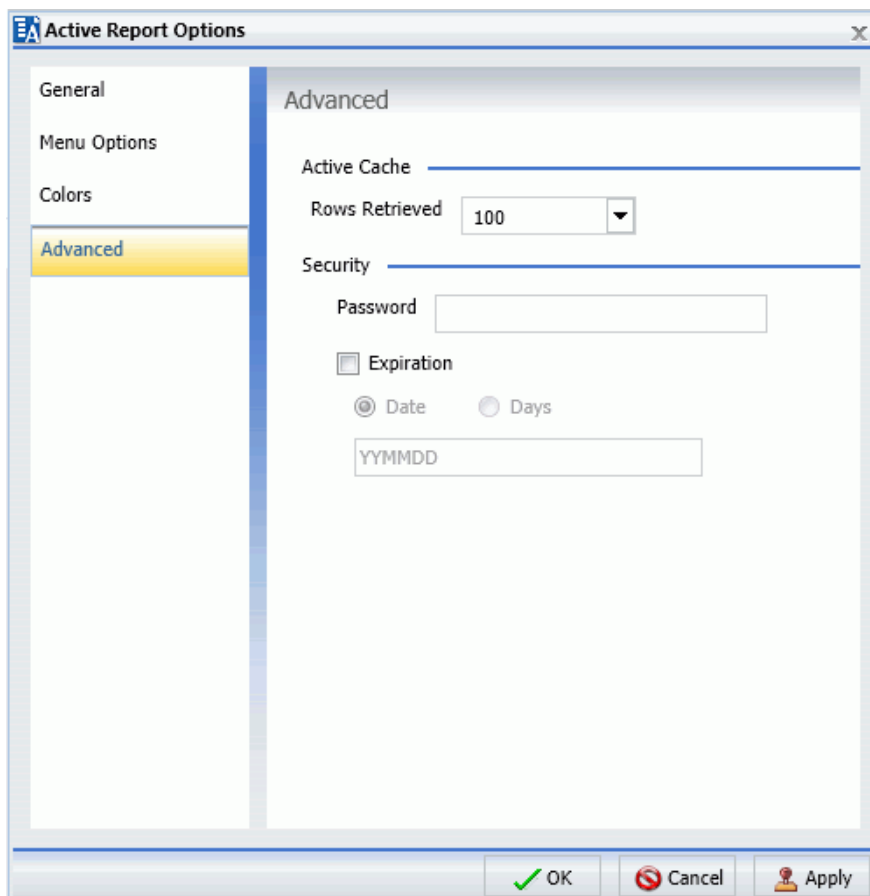 Active Report Options
General
Menu Options
Colors
Advanced
Advanced
Active Cache
Rows Retrieved 100
Security
Password
Expiration
Date Days
YYMMDD
OK Cancel Apply